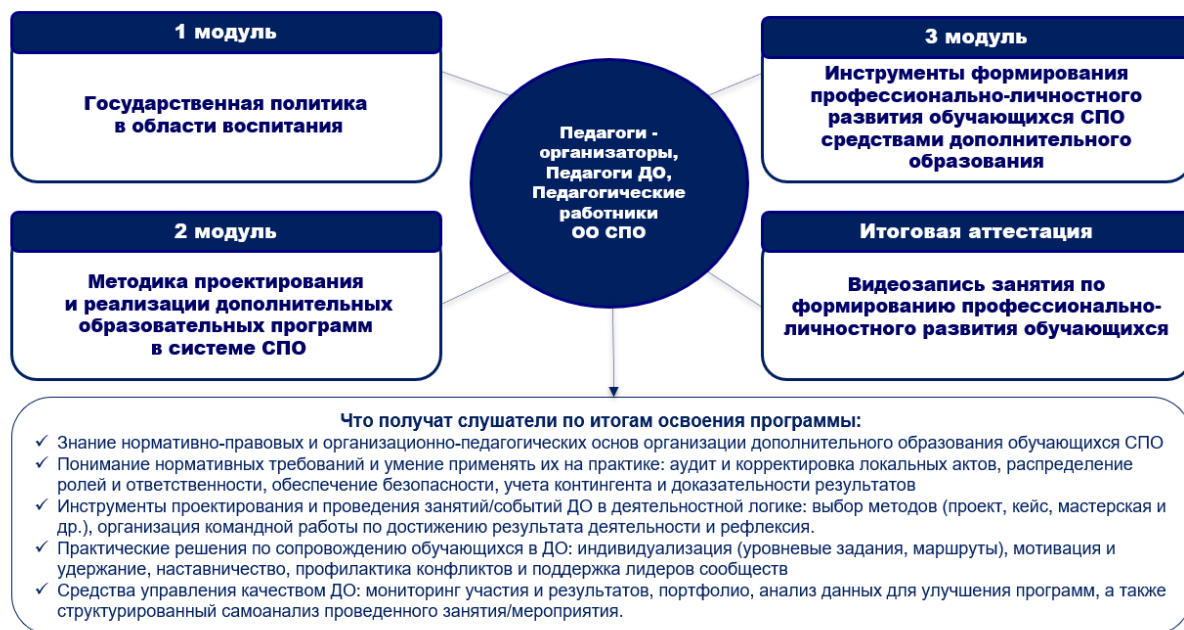 1 модуль
Государственная политика
в области воспитания
2 модуль
Методика проектирования
и реализации дополнительных
образовательных программ
в системе СПО
Педагоги -
организаторы,
Педагоги ДО,
Педагогические
работники
ОО СПО
3 модуль
Инструменты формирования
профессионально-личностного
развития обучающихся СПО
средствами дополнительного
образования
Итоговая аттестация
Видеозапись занятия по
формированию профессионально-
личностного развития обучающихся
Что получат слушатели по итогам освоения программы:
✓ Знание нормативно-правовых и организационно-педагогических основ организации дополнительного образования обучающихся СПО
✓ Понимание нормативных требований и умение применять их на практике: аудит и корректировка локальных актов, распределение
ролей и ответственности, обеспечение безопасности, учета контингента и доказательности результатов
✓ Инструменты проектирования и проведения занятий/событий ДО в деятельностной логике: выбор методов (проект, кейс, мастерская и
др.), организация командной работы по достижению результата деятельности и рефлексия.
✓ Практические решения по сопровождению обучающихся в ДО: индивидуализация (уровневые задания, маршруты), мотивация и
удержание, наставничество, профилактика конфликтов и поддержка лидеров сообществ
✓ Средства управления качеством ДО: мониторинг участия и результатов, портфолио, анализ данных для улучшения программ, а также
структурированный самоанализ проведенного занятия/мероприятия.